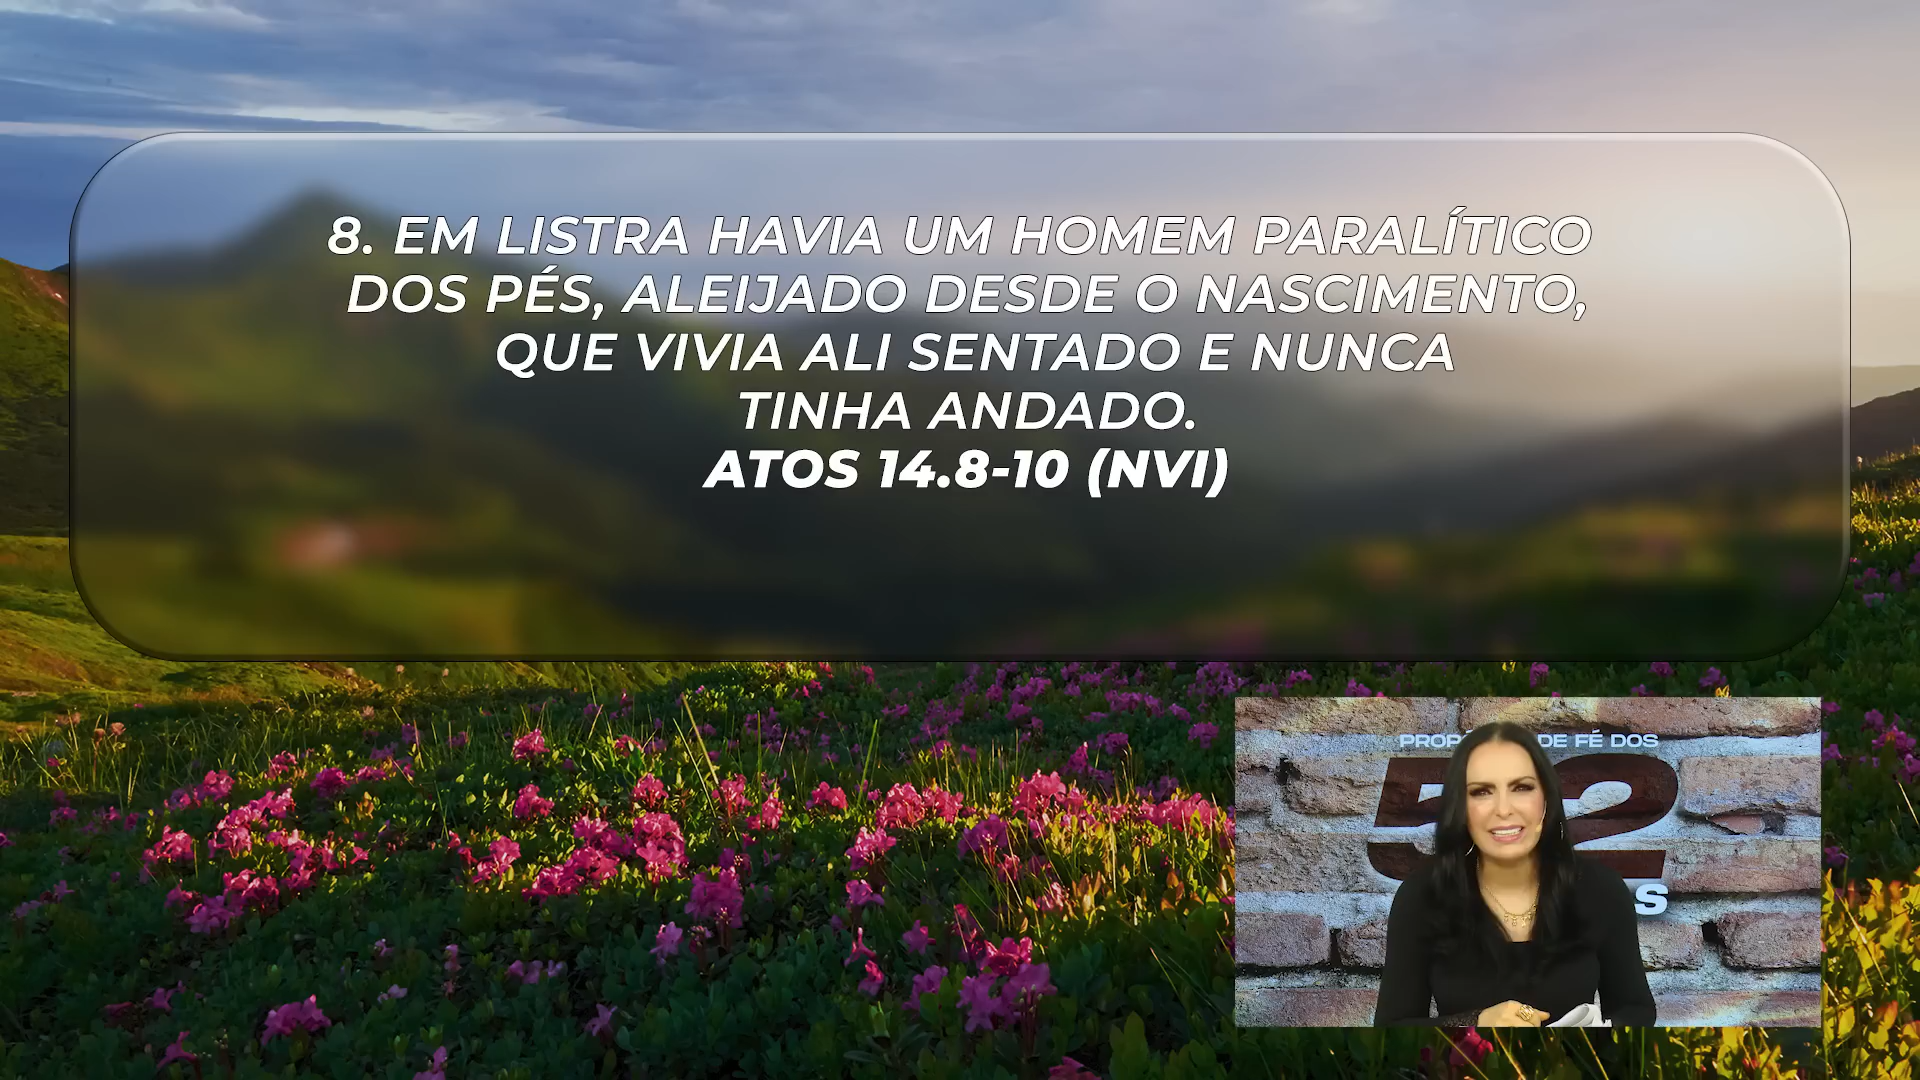 8. EM LISTRA HAVIA UM HOMEM PARALÍTICO
DOS PÉS, ALEIJADO DESDE O NASCIMENTO,
QUE VIVIA ALI SENTADO E NUNCA
TINHA ANDADO.
ATOS 14.8-10 (NVI)
DE FÉ DOS
52